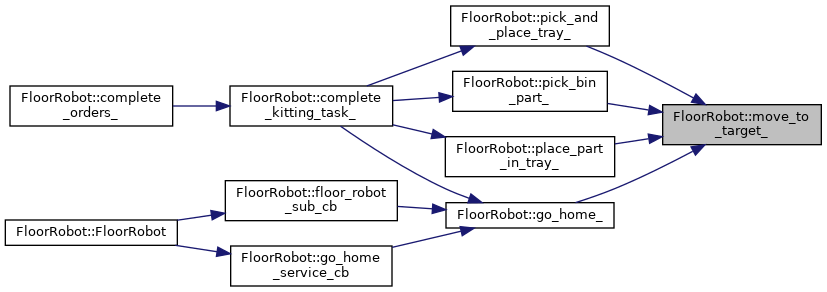 FloorRobot::pick_and
_place_tray_
FloorRobot::complete
_orders_
FloorRobot::complete
_kitting_task_
FloorRobot::pick_bin
_part_
FloorRobot::move_to
_target_
FloorRobot::place_part
_in_tray_
FloorRobot::floor_robot
_sub_cb
FloorRobot::go_home_
FloorRobot::FloorRobot
FloorRobot::go_home
_service_cb